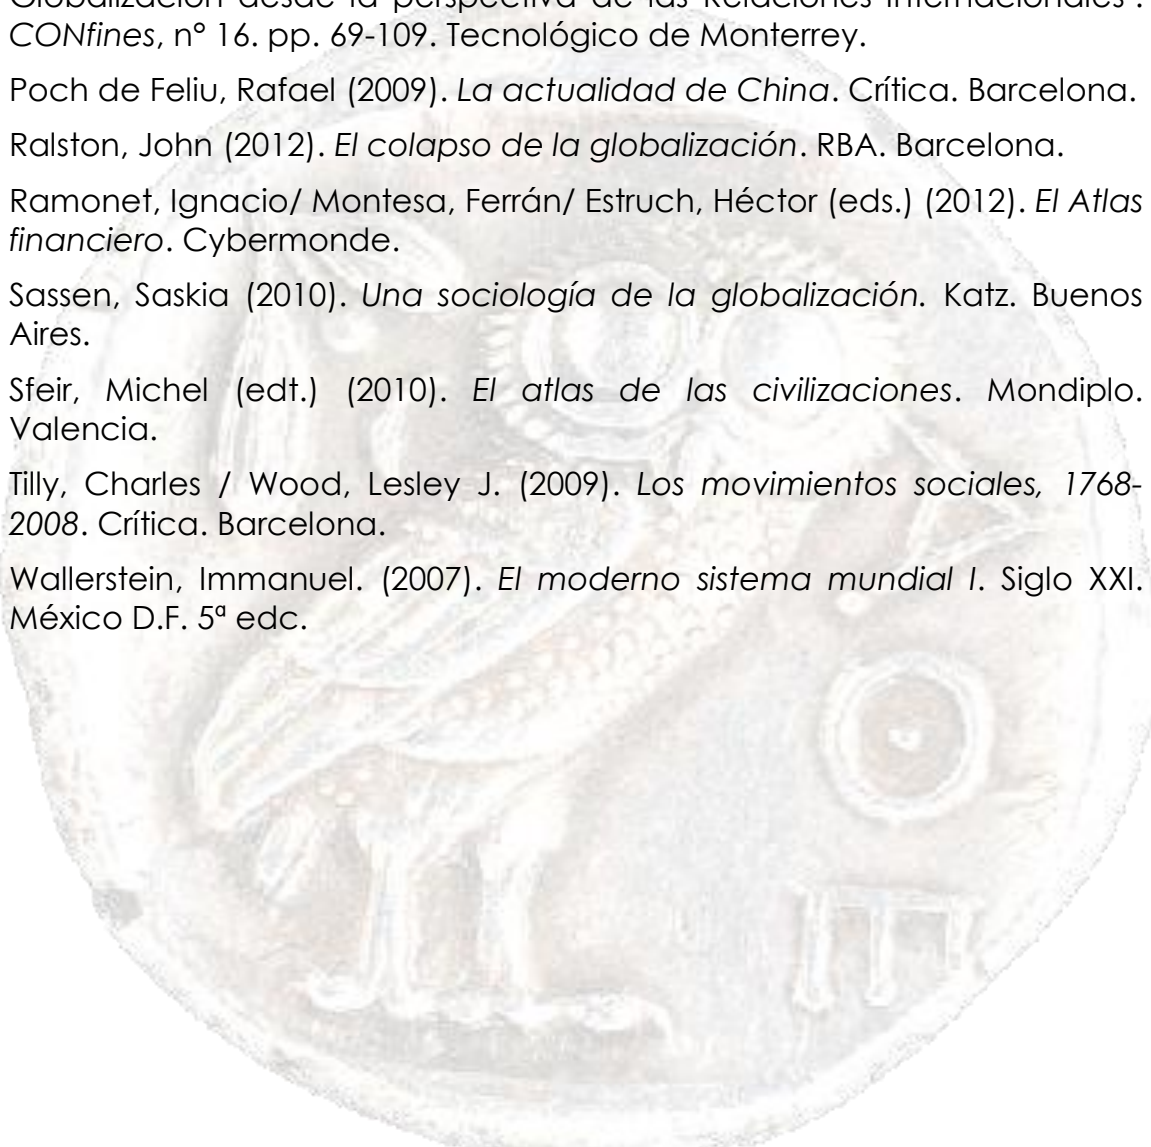 Globalización desde la perspectiva de las Relaciones Internacionales".
CONfines, nº 16. pp. 69-109. Tecnológico de Monterrey.
Poch de Feliu, Rafael (2009). La actualidad de China. Crítica. Barcelona.
Ralston, John (2012). El colapso de la globalización. RBA. Barcelona.
Ramonet, Ignacio/ Montesa, Ferrán/ Estruch, Héctor (eds.) (2012). El Atlas
financiero. Cybermonde.
Sassen, Saskia (2010). Una sociología de la globalización. Katz. Buenos
Aires.
Sfeir, Michel (edt.) (2010). El atlas de las civilizaciones. Mondiplo.
Valencia.
Tilly, Charles / Wood, Lesley J. (2009). Los movimientos sociales, 1768-
2008. Crítica. Barcelona.
Wallerstein, Immanuel. (2007). El moderno sistema mundial I. Siglo XXI.
México D.F. 5ª edc.